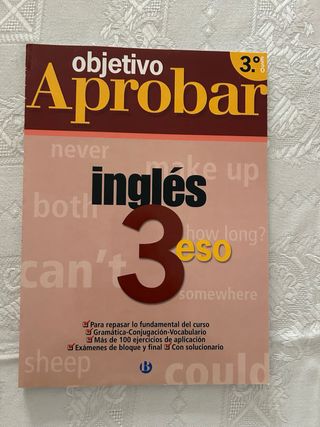 objetivo
3.º
ESO
Aprobar
never
make up
inglés
both
how long?
3 eso
can't
somewhere
Para repasar lo fundamental del curso
Gramática-Conjugación-Vocabulario
Más de 100 ejercicios de aplicación
Exámenes de bloque y final Con solucionario
sheep
B
could